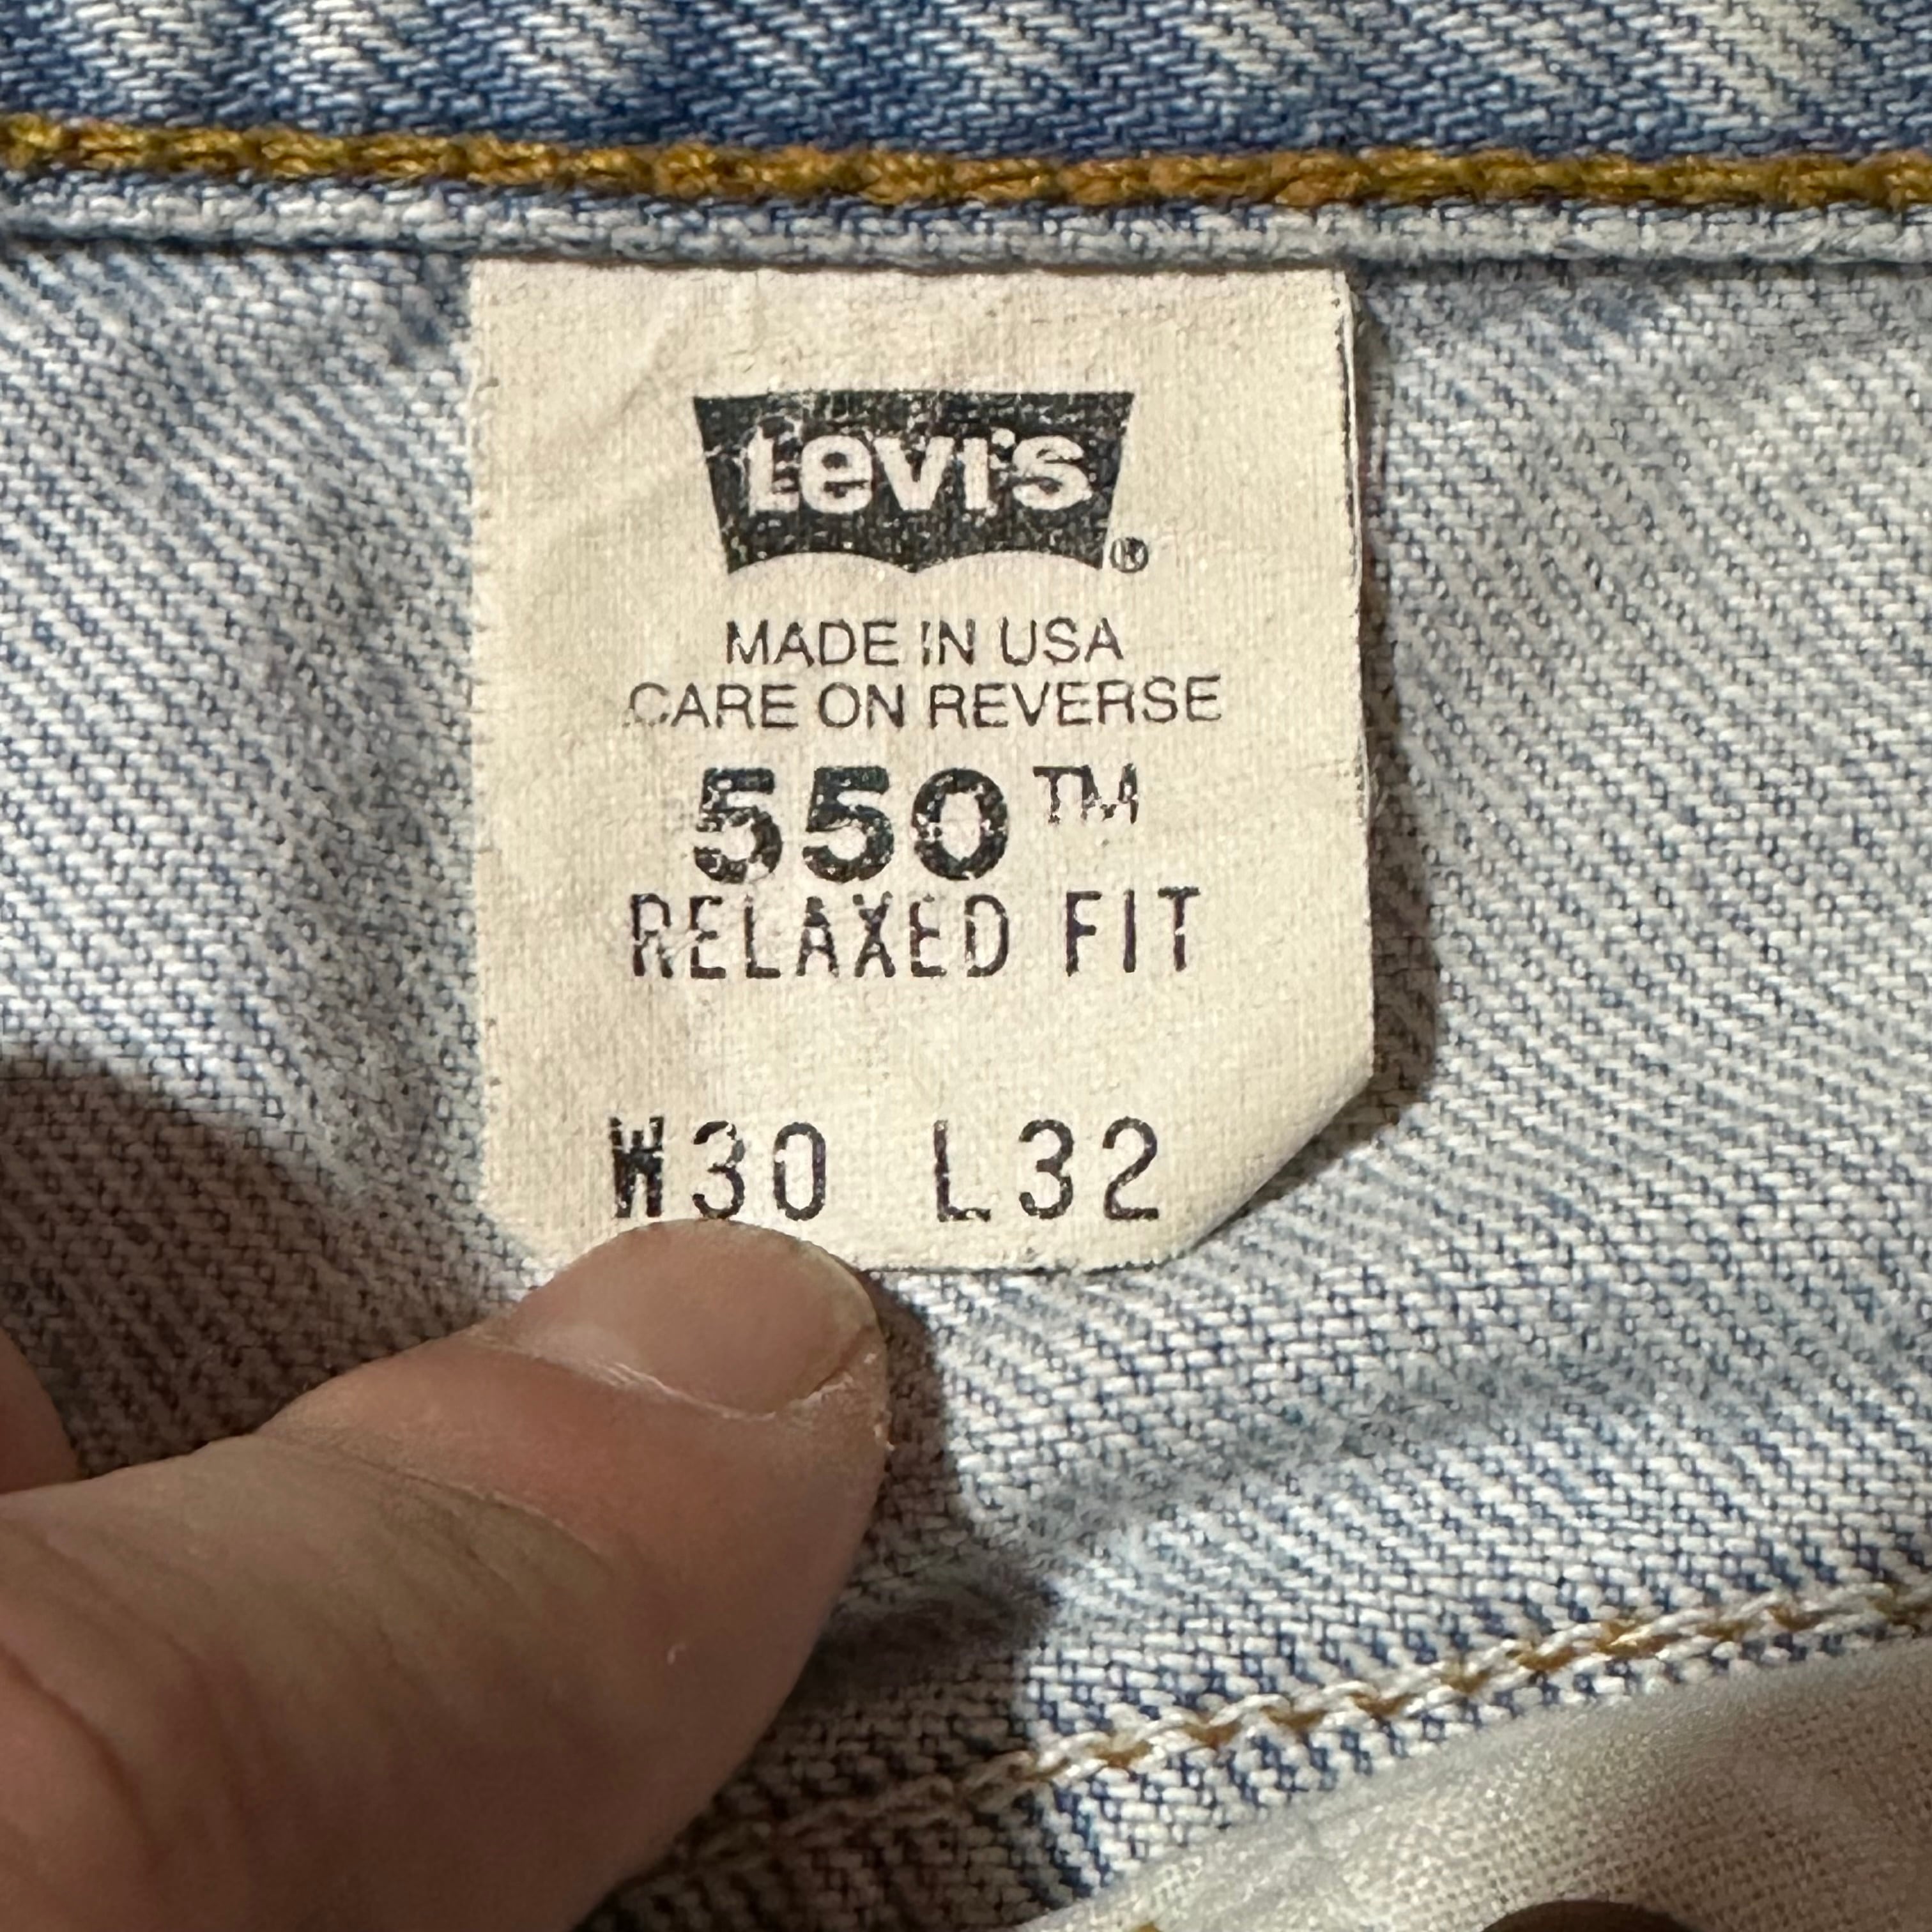 Levi's®
MADE IN USA
CARE ON REVERSE
550™
RELAXED FIT
W30 L32